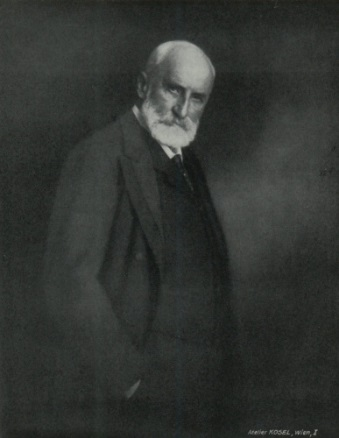 Atelier KOSEL, Wien, I